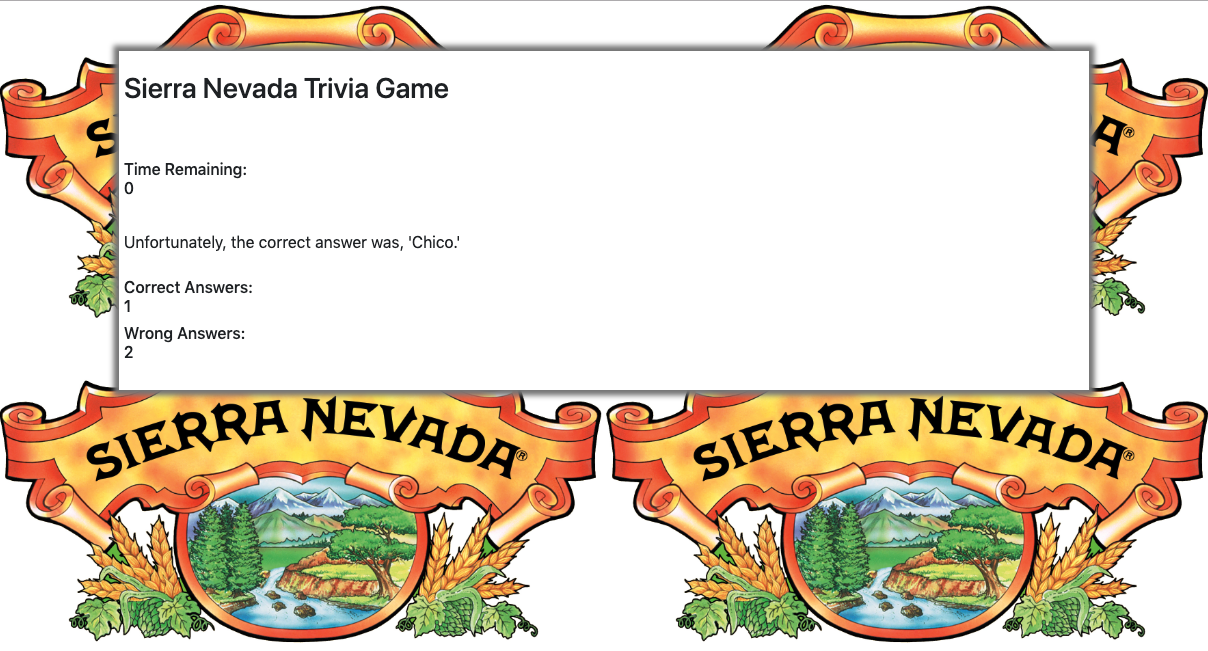 Sierra Nevada Trivia Game
Time Remaining:
0
Unfortunately, the correct answer was, 'Chico.'
Correct Answers:
1
Wrong Answers:
2
S
A®
SIERRA NEVADA®
SIERRA NEVADA®